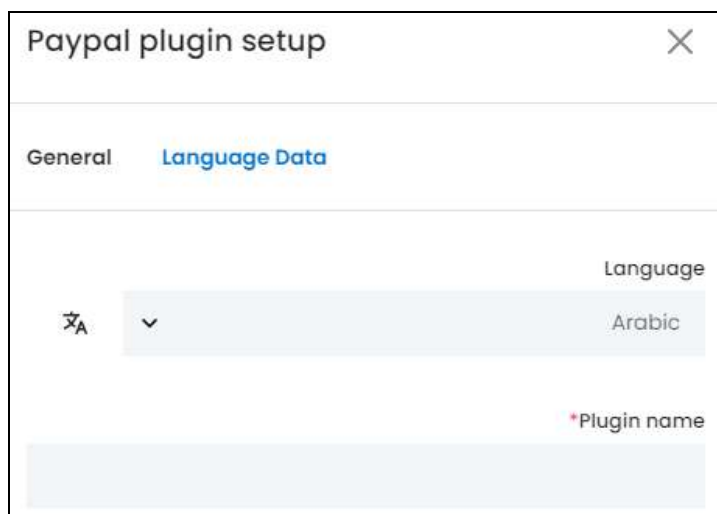 Paypal plugin setup
General Language Data
Language
Arabic
*Plugin name